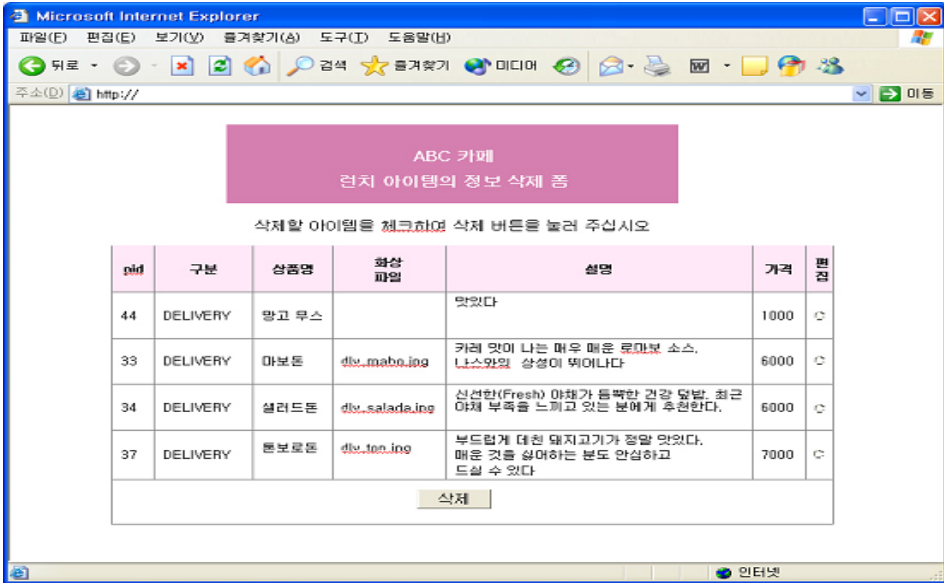 Microsoft Internet Explorer
파일(F) 편집(E) 보기(V) 즐겨찾기(A) 도구(T) 도움말(H)
뒤로 검색 즐겨찾기 미디어
주소(D) http:// 이동
ABC 카페
런치 아이템의 정보 삭제 폼
삭제할 아이템을 체크하여 삭제 버튼을 눌러 주십시오
pid 구분 상품명 화상 파일 설명 가격 편집
44 DELIVERY 망고 무스 맛있다 1000
33 DELIVERY 마보돈 dlv_mabo.jpg 카레 맛이 나는 매우 매운 로마보 소스.
나스와의 상성이 뛰어나다 6000
34 DELIVERY 샐러드돈 dlv_salada.jpg 신선한(Fresh) 야채가 듬뿍한 건강 덮밥. 최근
야채 부족을 느끼고 있는 분에게 추천한다. 6000
37 DELIVERY 톤보로돈 dlv_ton.jpg 부드럽게 데친 돼지고기가 정말 맛있다.
매운 것을 싫어하는 분도 안심하고
드실 수 있다 7000
삭제
인터넷